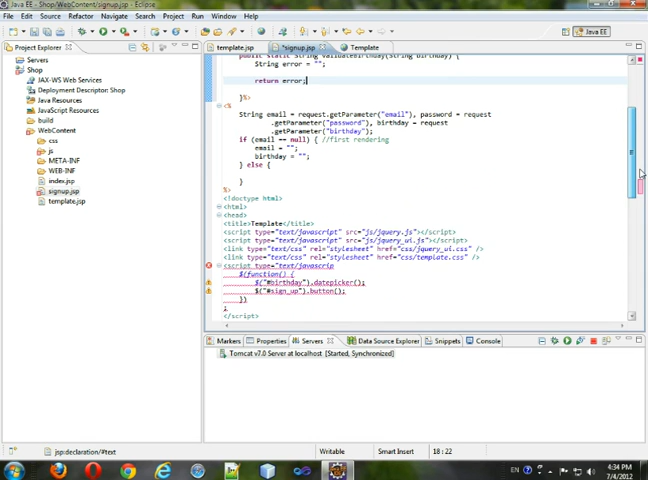 Java EE - Shop/WebContent/signup.jsp - Eclipse
File Edit Source Refactor Navigate Search Project Run Window Help
Java EE
Project Explorer
template.jsp *signup.jsp Template
Servers
Shop
JAX-WS Web Services
Deployment Descriptor: Shop
Java Resources
JavaScript Resources
build
WebContent
css
js
META-INF
WEB-INF
index.jsp
signup.jsp
template.jsp
public static String validateBirthday(String birthday) {
String error = "";
return error;
}%>
<%
String email = request.getParameter("email"), password = request
.getParameter("password"), birthday = request
.getParameter("birthday");
if (email == null) { //first rendering
email = "";
birthday = "";
} else {
}
%>
<!doctype html>
<html>
<head>
<title>Template</title>
<script type="text/javascript" src="js/jquery.js"></script>
<script type="text/javascript" src="js/jquery_ui.js"></script>
<link type="text/css" rel="stylesheet" href="css/jquery_ui.css" />
<link type="text/css" rel="stylesheet" href="css/template.css" />
<script type="text/javascrip
$(function() {
$("#birthday").datepicker();
$("#sign_up").button();
})
;
</script>
Markers Properties Servers Data Source Explorer Snippets Console
Tomcat v7.0 Server at localhost [Started, Synchronized]
jsp:declaration/#text
Writable
Smart Insert
18 : 22
EN
4:34 PM
7/4/2012